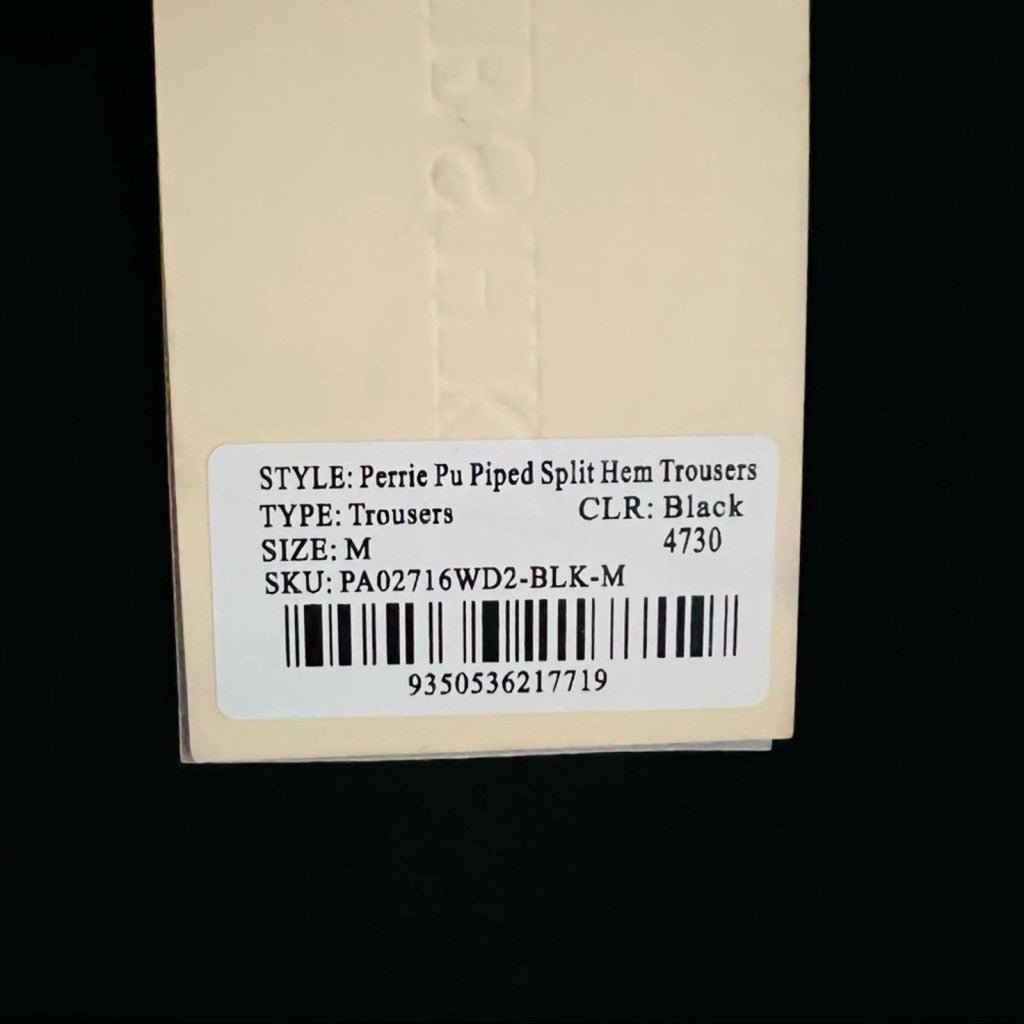 STYLE: Perrie Pu Piped Split Hem Trousers
TYPE: Trousers CLR: Black
SIZE: M 4730
SKU: PA02716WD2-BLK-M
9350536217719